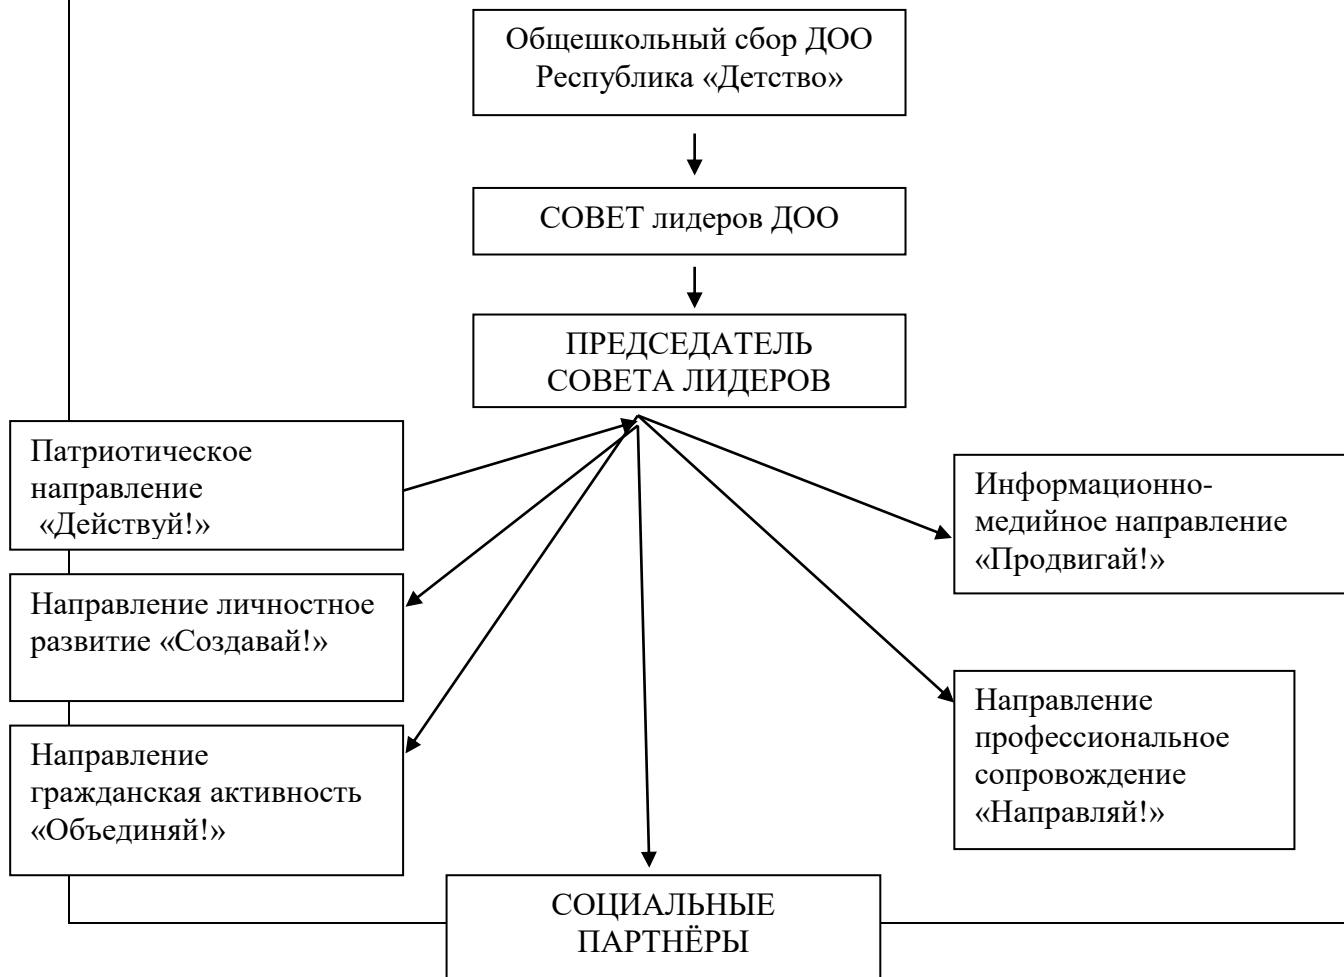 Общешкольный сбор ДОО
Республика «Детство»
СОВЕТ лидеров ДОО
ПРЕДСЕДАТЕЛЬ
СОВЕТА ЛИДЕРОВ
Патриотическое
направление
«Действуй!»
Направление личностное
развитие «Создавай!»
Направление
гражданская активность
«Объединяй!»
Информационно-
медийное направление
«Продвигай!»
Направление
профессиональное
сопровождение
«Направляй!»
СОЦИАЛЬНЫЕ
ПАРТНЁРЫ